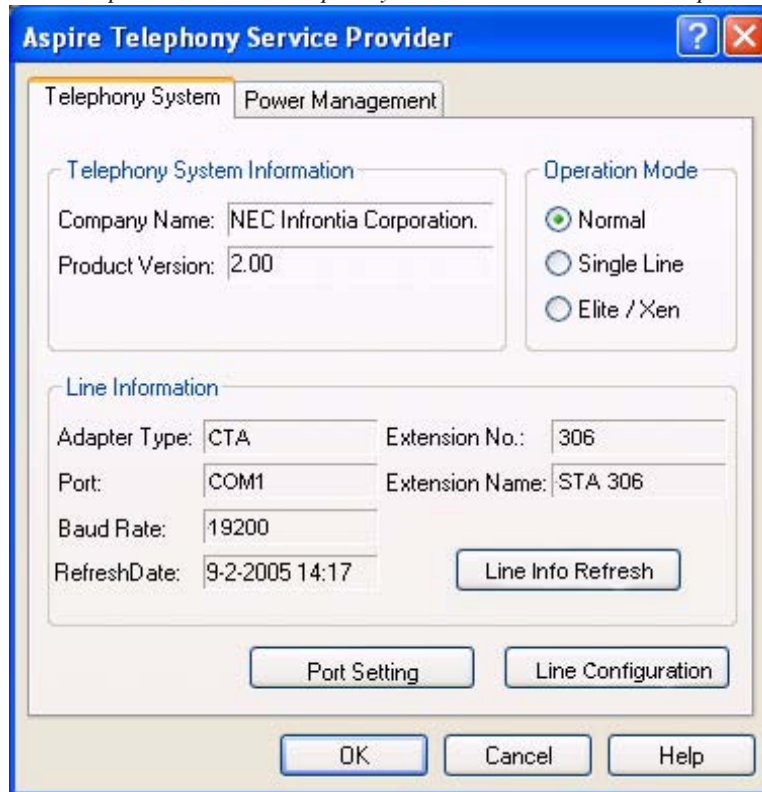 Aspire Telephony Service Provider
Telephony System
Power Management
Telephony System Information
Company Name: NEC Infrontia Corporation.
Product Version: 2.00
Operation Mode
Normal
Single Line
Elite / Xen
Line Information
Adapter Type: CTA
Extension No.: 306
Port: COM1
Extension Name: STA 306
Baud Rate: 19200
RefreshDate: 9-2-2005 14:17
Line Info Refresh
Port Setting
Line Configuration
OK
Cancel
Help